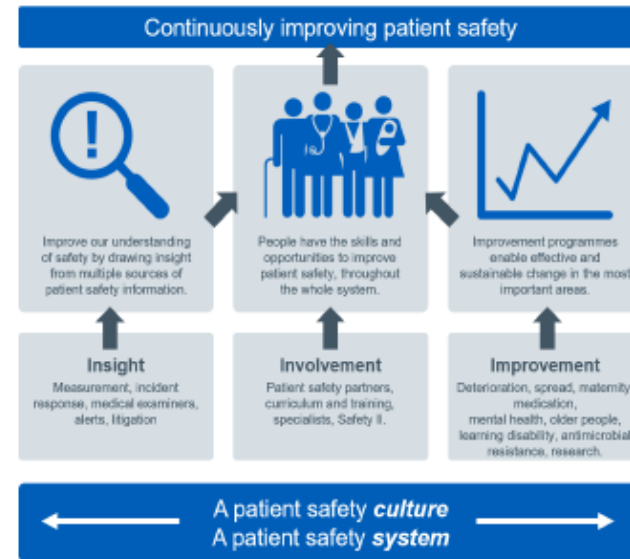 Continuously improving patient safety
!
Improve our understanding
of safety by drawing insight
from multiple sources of
patient safety information.
People have the skills and
opportunities to improve
patient safety, throughout
the whole system.
Improvement programmes
enable effective and
sustainable change in the most
important areas.
Insight
Measurement, incident
response, medical examiners,
alerts, litigation
Involvement
Patient safety partners,
curriculum and training,
specialists, Safety II.
Improvement
Deterioration, spread, maternity,
medication,
mental health, older people,
learning disability, antimicrobial
resistance, research.
A patient safety culture
A patient safety system